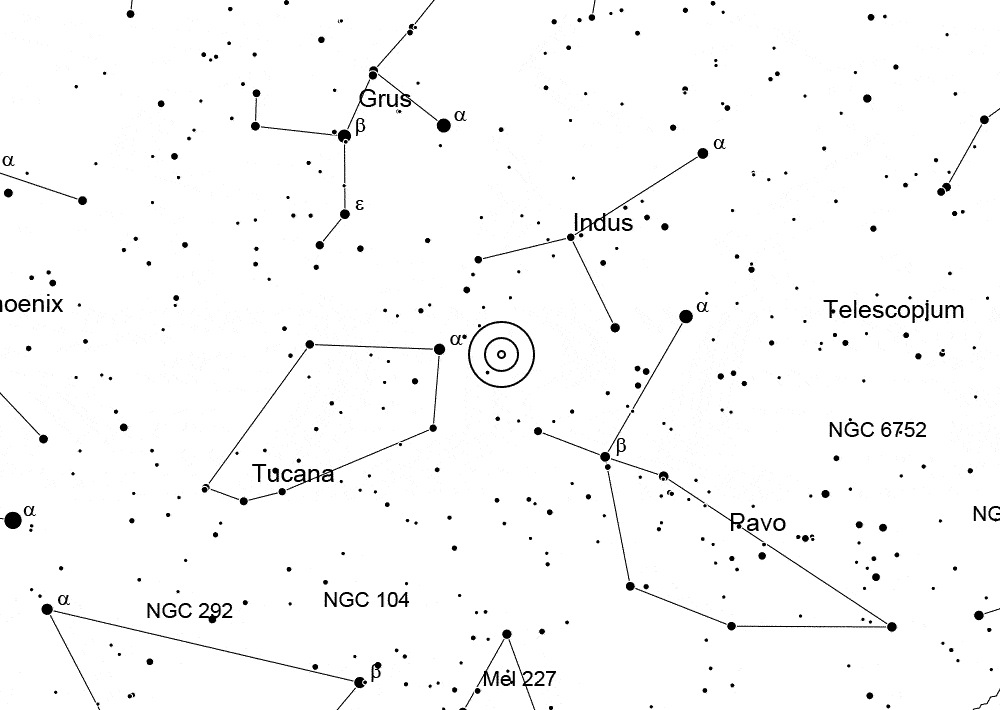 Grus
α
β
α
α
ε
Indus
hoenix
α
Telescopium
α
NGC 6752
β
Tucana
α
NG
Pavo
α
NGC 292
NGC 104
β
Mel 227